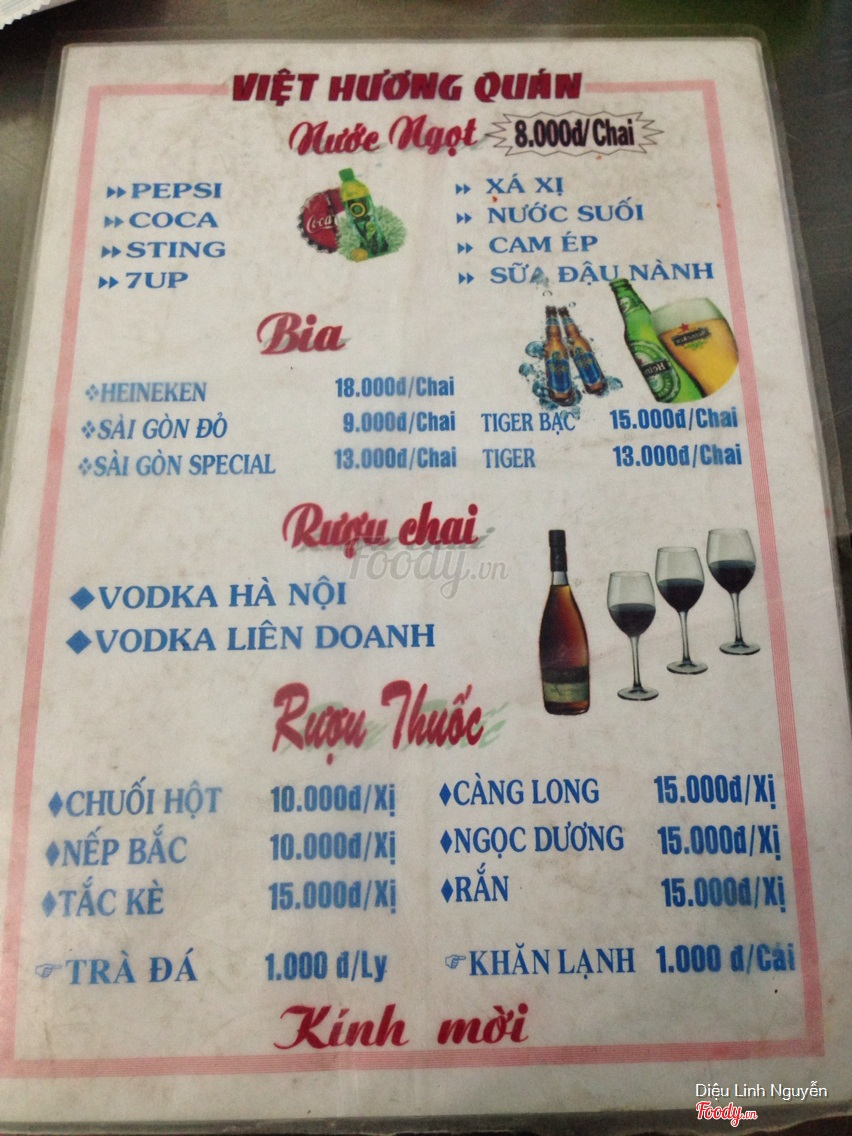 VIỆT HƯƠNG QUÁN
Nước Ngọt 8.000đ/Chai
PEPSI
COCA
STING
7UP
XÁ XỊ
NƯỚC SUỐI
CAM ÉP
SỮA ĐẬU NÀNH
Bia
HEINEKEN 18.000đ/Chai
SÀI GÒN ĐỎ 9.000đ/Chai TIGER BẠC 15.000đ/Chai
SÀI GÒN SPECIAL 13.000đ/Chai TIGER 13.000đ/Chai
Rượu chai
Foody.vn
VODKA HÀ NỘI
VODKA LIÊN DOANH
Rượu Thuốc
CHUỐI HỘT 10.000đ/Xị CÀNG LONG 15.000đ/Xị
NẾP BẮC 10.000đ/Xị NGỌC DƯƠNG 15.000đ/Xị
TẮC KÈ 15.000đ/Xị RẮN 15.000đ/Xị
TRÀ ĐÁ 1.000 đ/Ly KHĂN LẠNH 1.000 đ/Cái
Kính mời
Diệu Linh Nguyễn
Foody.vn